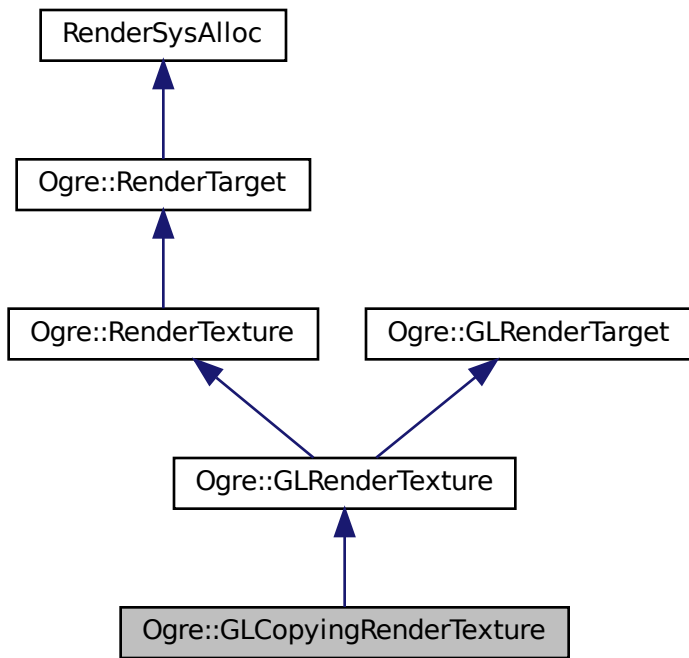 RenderSysAlloc
Ogre::RenderTarget
Ogre::RenderTexture
Ogre::GLRenderTarget
Ogre::GLRenderTexture
Ogre::GLCopyingRenderTexture